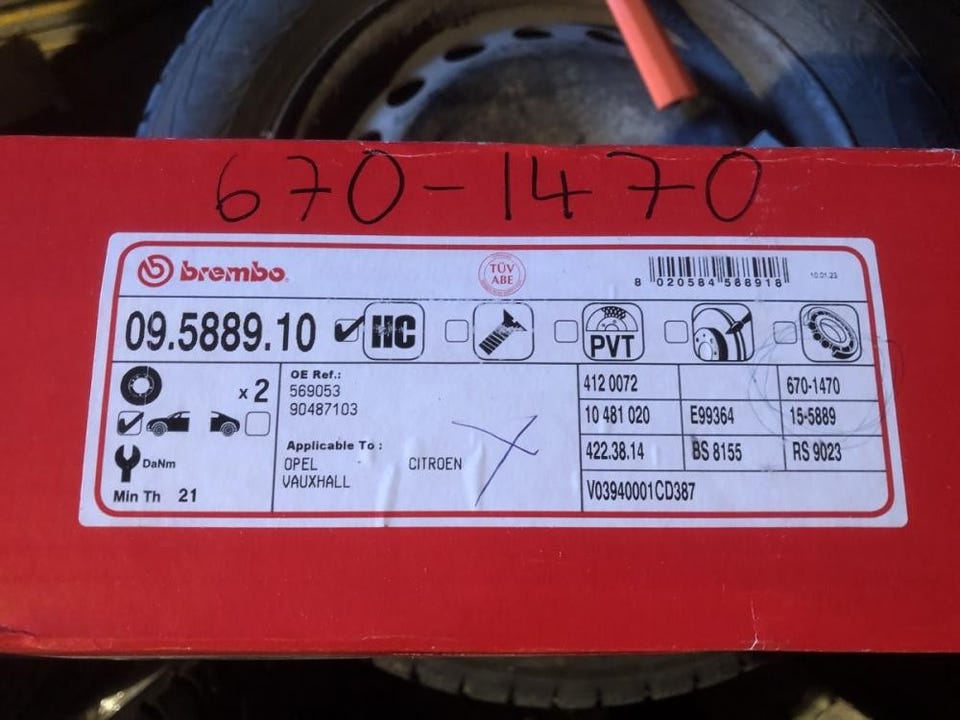 670-1470
brembo
TÜV
ABE
8 020584 588918
10.01.23
09.5889.10
HC
PVT
x 2
OE Ref.:
569053
90487103
412 0072
670-1470
10 481 020 E99364 15-5889
422.38.14 BS 8155 RS 9023
V03940001CD387
DaNm
Min Th 21
Applicable To :
OPEL CITROEN
VAUXHALL